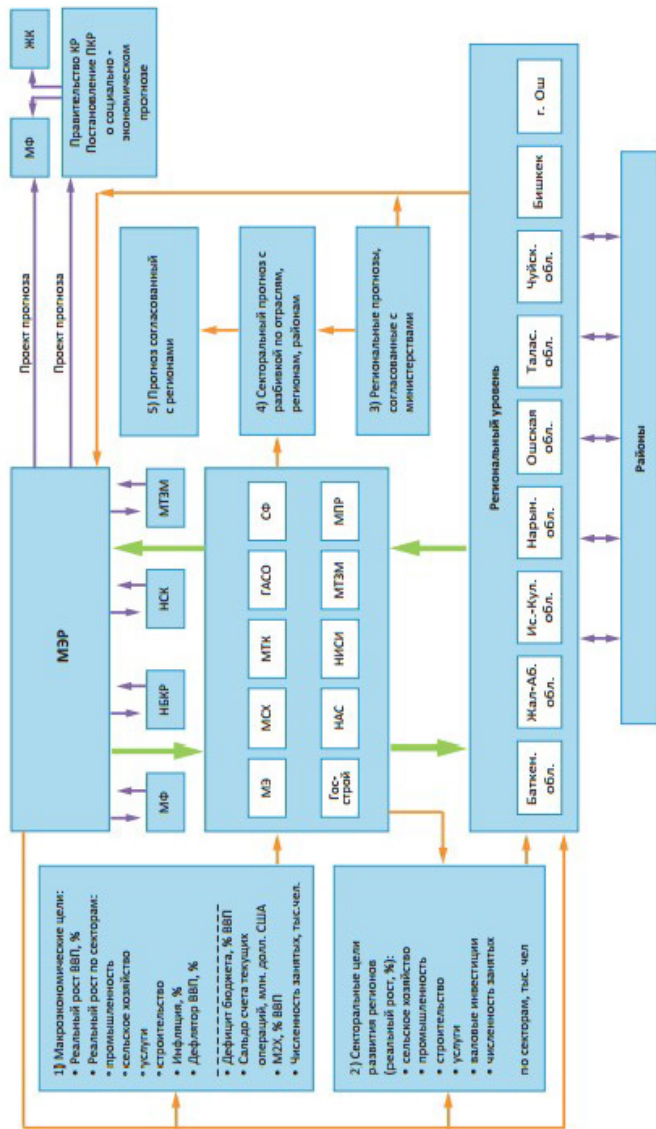 1) Макроэкономические цели:
• Реальный рост ВВП, %
• Реальный рост по секторам:
•промышленность
•сельское хозяйство
•услуги
•строительство
• Инфляция, %
• Дефлятор ВВП, %
• Дефицит бюджета, % ВВП
• Сальдо счета текущих
операций, млн. долл. США
• М2Х, % ВВП
• Численность занятых, тыс.чел.
2) Секторальные цели
развития регионов
(реальный рост, %):
• сельское хозяйство
• промышленность
• строительство
• услуги
• валовые инвестиции
• численность занятых
по секторам, тыс. чел
МЭР
МФ
НБКР
НСК
МТЗМ
МЭ
МСХ
МТК
ГАСО
СФ
Гос-
строй
НАС
НИСИ
МТЗМ
МПР
Региональный уровень
Баткен.
обл.
Жал-Аб.
обл.
Ис.-Кул.
обл.
Нарын.
обл.
Ошская
обл.
Талас.
обл.
Чуйск.
обл.
Бишкек
г. Ош
Районы
5) Прогноз согласованный
с регионами
4) Секторальный прогноз с
разбивкой по отраслям,
регионам, районам
3) Региональные прогнозы,
согласованные с
министерствами
Проект прогноза
Проект прогноза
МФ
ЖК
Правительство КР
Постановление ПКР
о социально -
экономическом
прогнозе